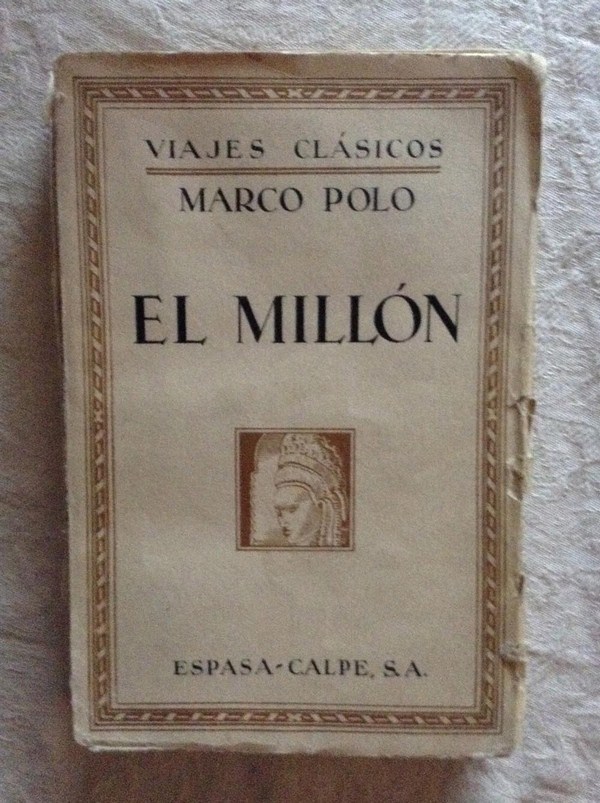 VIAJES CLÁSICOS
MARCO POLO
EL MILLÓN
ESPASA-CALPE, S.A.